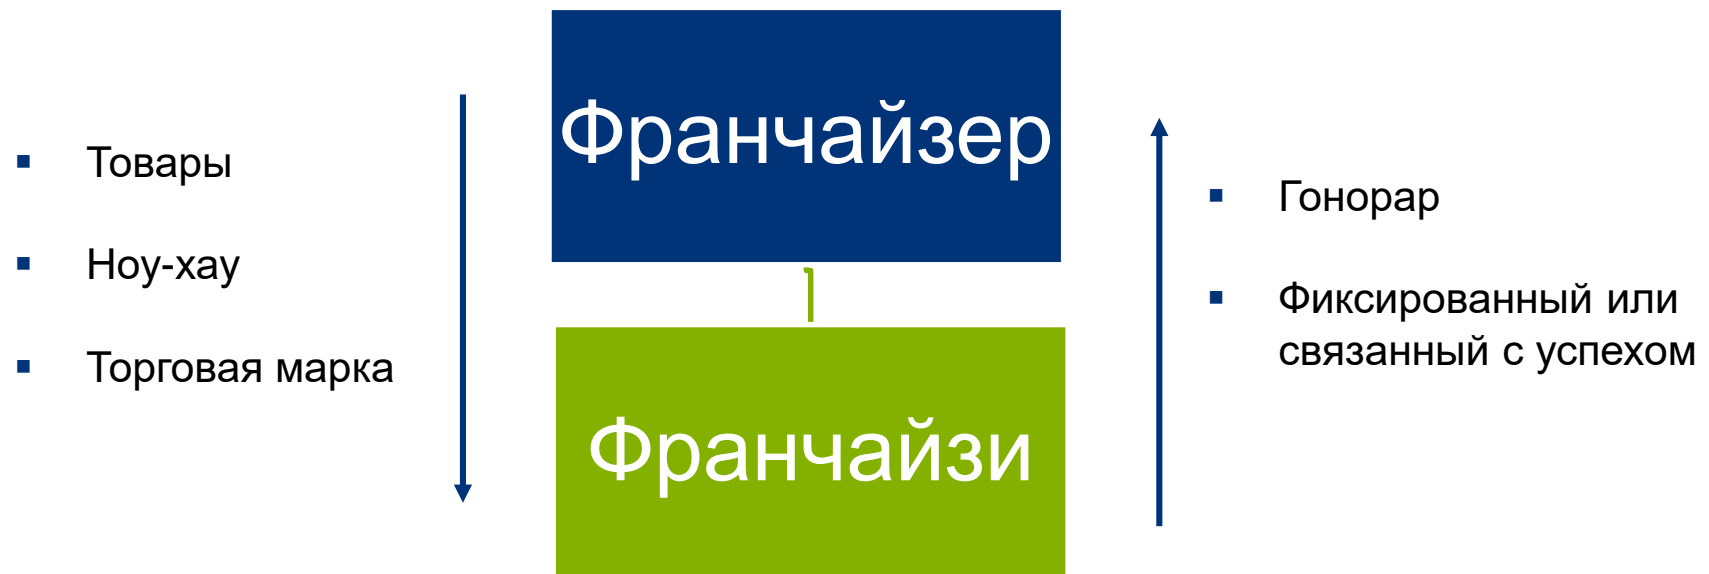 Товары
Ноу-хау
Торговая марка
Франчайзер
Франчайзи
Гонорар
Фиксированный или
связанный с успехом